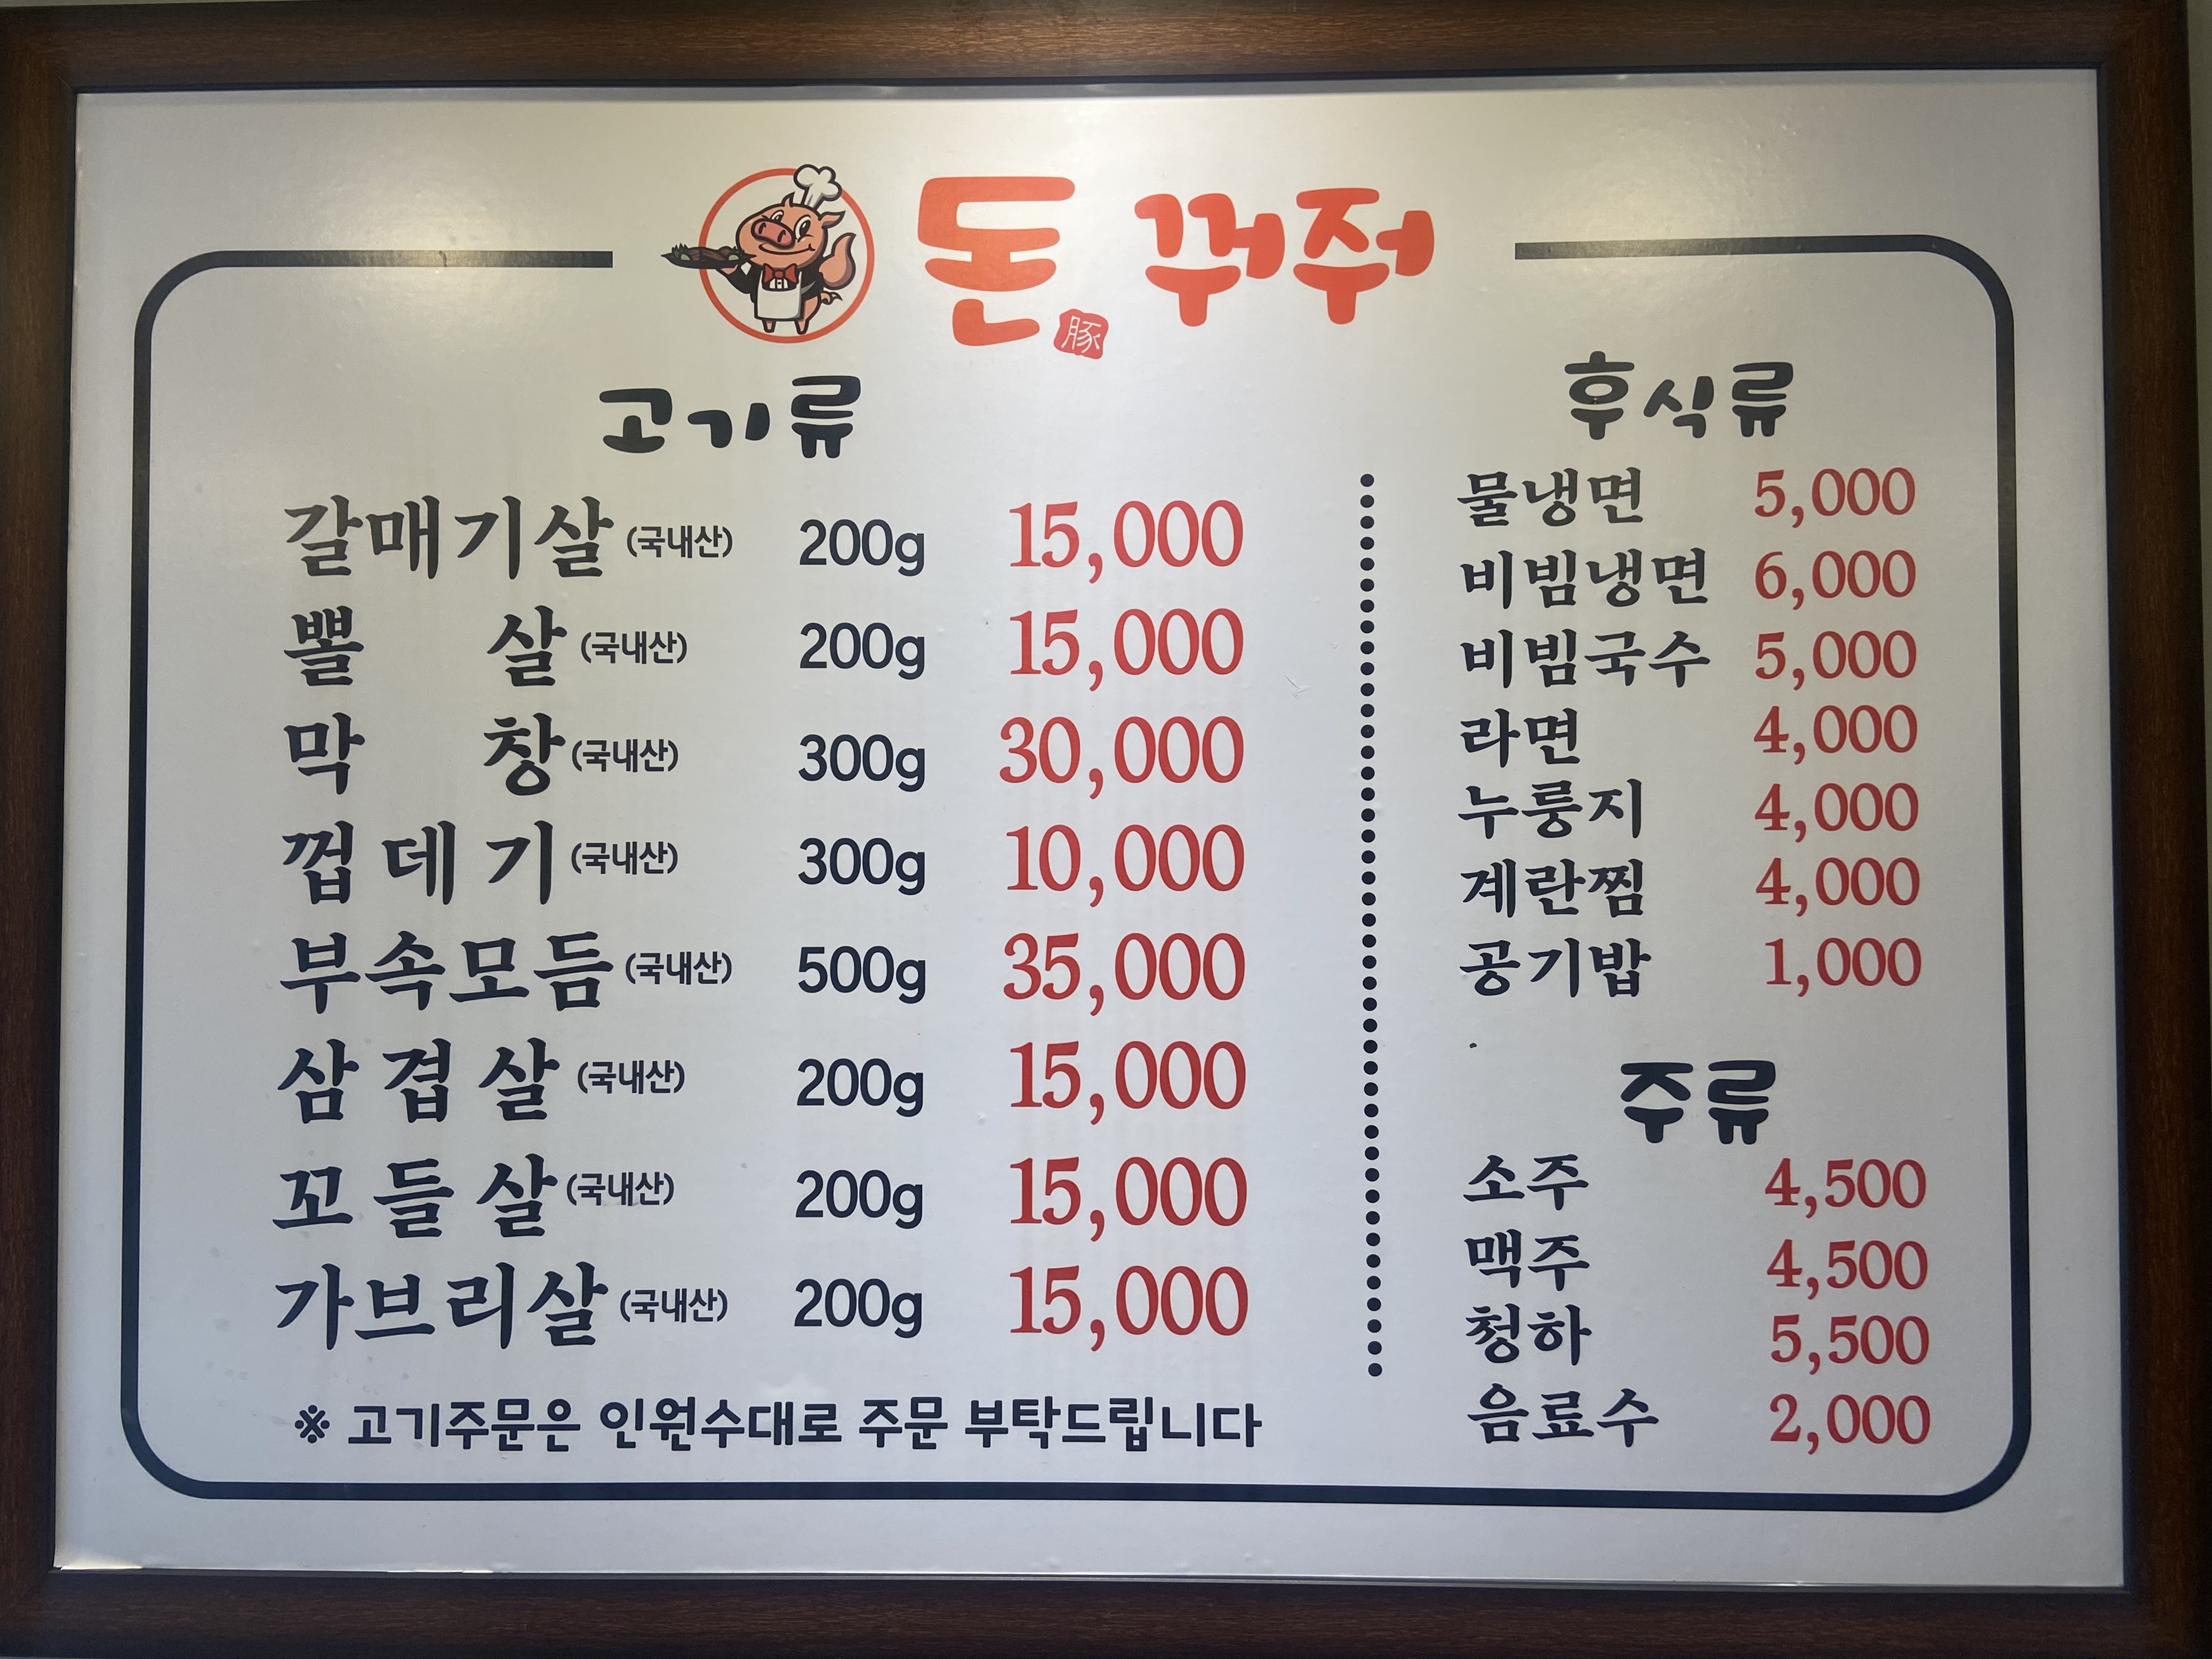 돈 꾸어주어
豚
고기류
갈매기살 (국내산) 200g 15,000
뽈 살 (국내산) 200g 15,000
막 창 (국내산) 300g 30,000
껍 데 기 (국내산) 300g 10,000
부속모듬 (국내산) 500g 35,000
삼 겹 살 (국내산) 200g 15,000
꼬 들 살 (국내산) 200g 15,000
가브리살 (국내산) 200g 15,000
※ 고기주문은 인원수대로 주문 부탁드립니다
후식류
물냉면 5,000
비빔냉면 6,000
비빔국수 5,000
라면 4,000
누룽지 4,000
계란찜 4,000
공기밥 1,000
주류
소주 4,500
맥주 4,500
청하 5,500
음료수 2,000